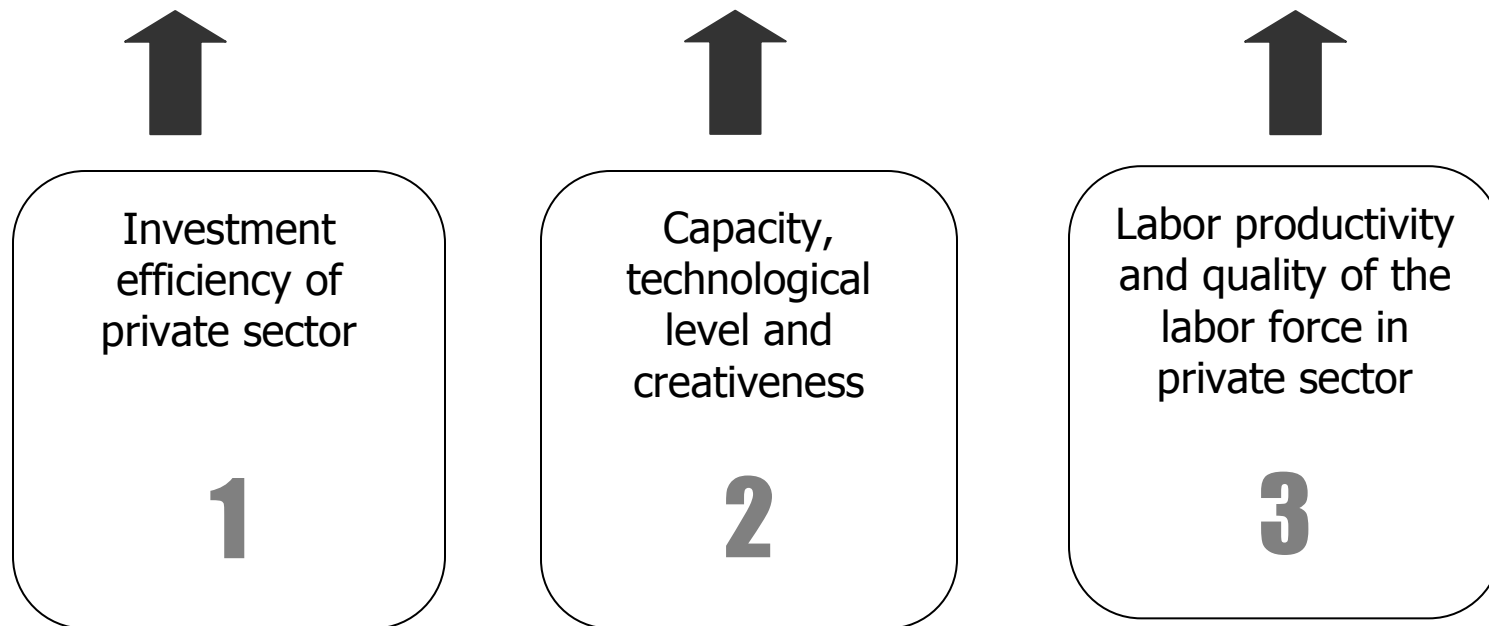 Investment
efficiency of
private sector
1
Capacity,
technological
level and
creativeness
2
Labor productivity
and quality of the
labor force in
private sector
3